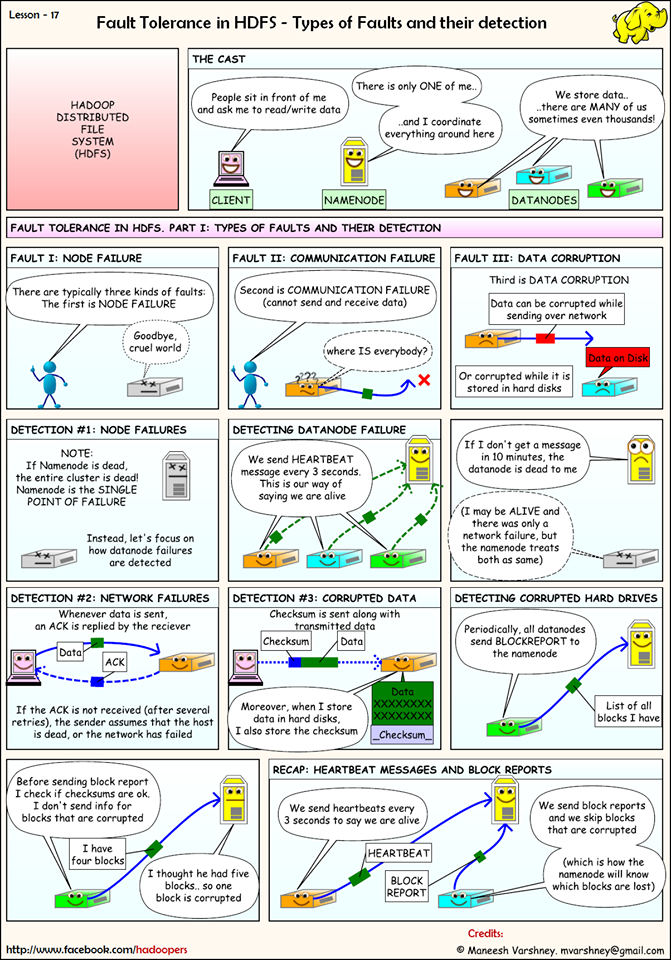 Lesson - 17
Fault Tolerance in HDFS - Types of Faults and their detection
HADOOP
DISTRIBUTED
FILE
SYSTEM
(HDFS)
THE CAST
People sit in front of me
and ask me to read/write data
There is only ONE of me..
..and I coordinate
everything around here
We store data..
..there are MANY of us
sometimes even thousands!
CLIENT
NAMENODE
DATANODES
FAULT TOLERANCE IN HDFS. PART I: TYPES OF FAULTS AND THEIR DETECTION
FAULT I: NODE FAILURE
There are typically three kinds of faults:
The first is NODE FAILURE
Goodbye,
cruel world
FAULT II: COMMUNICATION FAILURE
Second is COMMUNICATION FAILURE
(cannot send and receive data)
where IS everybody?
????
FAULT III: DATA CORRUPTION
Third is DATA CORRUPTION
Data can be corrupted while
sending over network
Data on Disk
Or corrupted while it is
stored in hard disks
DETECTION #1: NODE FAILURES
NOTE:
If Namenode is dead,
the entire cluster is dead!
Namenode is the SINGLE
POINT OF FAILURE
Instead, let's focus on
how datanode failures
are detected
DETECTING DATANODE FAILURE
We send HEARTBEAT
message every 3 seconds.
This is our way of
saying we are alive
If I don't get a message
in 10 minutes, the
datanode is dead to me
(I may be ALIVE and
there was only a
network failure, but
the namenode treats
both as same)
DETECTION #2: NETWORK FAILURES
Whenever data is sent,
an ACK is replied by the reciever
Data
ACK
If the ACK is not received (after several
retries), the sender assumes that the host
is dead, or the network has failed
DETECTION #3: CORRUPTED DATA
Checksum is sent along with
transmitted data
Checksum
Data
Moreover, when I store
data in hard disks,
I also store the checksum
Data
XXXXXXXX
XXXXXXXX
_Checksum_
DETECTING CORRUPTED HARD DRIVES
Periodically, all datanodes
send BLOCKREPORT to
the namenode
List of all
blocks I have
Before sending block report
I check if checksums are ok.
I don't send info for
blocks that are corrupted
I have
four blocks
I thought he had five
blocks.. so one
block is corrupted
RECAP: HEARTBEAT MESSAGES AND BLOCK REPORTS
We send heartbeats every
3 seconds to say we are alive
HEARTBEAT
BLOCK
REPORT
We send block reports
and we skip blocks
that are corrupted
(which is how the
namenode will know
which blocks are lost)
Credits:
http://www.facebook.com/hadoopers
© Maneesh Varshney. mvarshney@gmail.com